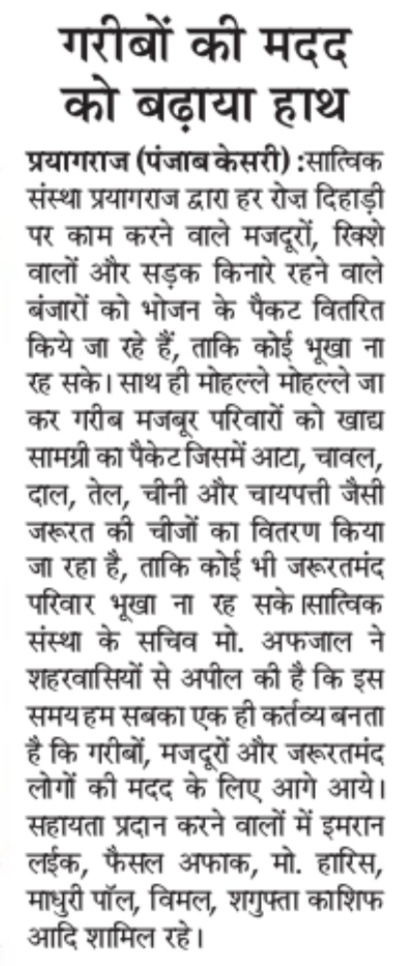 गरीबों की मदद
को बढ़ाया हाथ
प्रयागराज (पंजाब केसरी) :सात्विक
संस्था प्रयागराज द्वारा हर रोज़ दिहाड़ी
पर काम करने वाले मजदूरों, रिक्शे
वालों और सड़क किनारे रहने वाले
बंजारों को भोजन के पैकट वितरित
किये जा रहे हैं, ताकि कोई भूखा ना
रह सके। साथ ही मोहल्ले मोहल्ले जा
कर गरीब मजबूर परिवारों को खाद्य
सामग्री का पैकेट जिसमें आटा, चावल,
दाल, तेल, चीनी और चायपत्ती जैसी
जरूरत की चीजों का वितरण किया
जा रहा है, ताकि कोई भी जरूरतमंद
परिवार भूखा ना रह सके।सात्विक
संस्था के सचिव मो. अफजाल ने
शहरवासियों से अपील की है कि इस
समय हम सबका एक ही कर्तव्य बनता
है कि गरीबों, मजदूरों और जरूरतमंद
लोगों की मदद के लिए आगे आये।
सहायता प्रदान करने वालों में इमरान
लईक, फैसल अफाक, मो. हारिस,
माधुरी पॉल, विमल, शगुफ्ता काशिफ
आदि शामिल रहे।